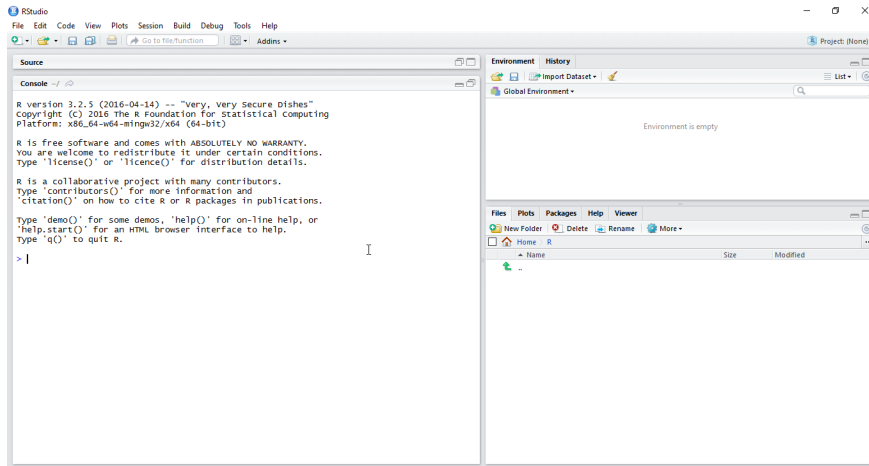 RStudio
File Edit Code View Plots Session Build Debug Tools Help
Go to file/function Addins Project: (None)
Source
Console ~/
R version 3.2.5 (2016-04-14) -- "Very, Very Secure Dishes"
Copyright (C) 2016 The R Foundation for Statistical Computing
Platform: x86_64-w64-mingw32/x64 (64-bit)
R is free software and comes with ABSOLUTELY NO WARRANTY.
You are welcome to redistribute it under certain conditions.
Type 'license()' or 'licence()' for distribution details.
R is a collaborative project with many contributors.
Type 'contributors()' for more information and
'citation()' on how to cite R or R packages in publications.
Type 'demo()' for some demos, 'help()' for on-line help, or
'help.start()' for an HTML browser interface to help.
Type 'q()' to quit R.
>
Environment History
Import Dataset List
Global Environment
Environment is empty
Files Plots Packages Help Viewer
New Folder Delete Rename More
Home R
Name Size Modified
..